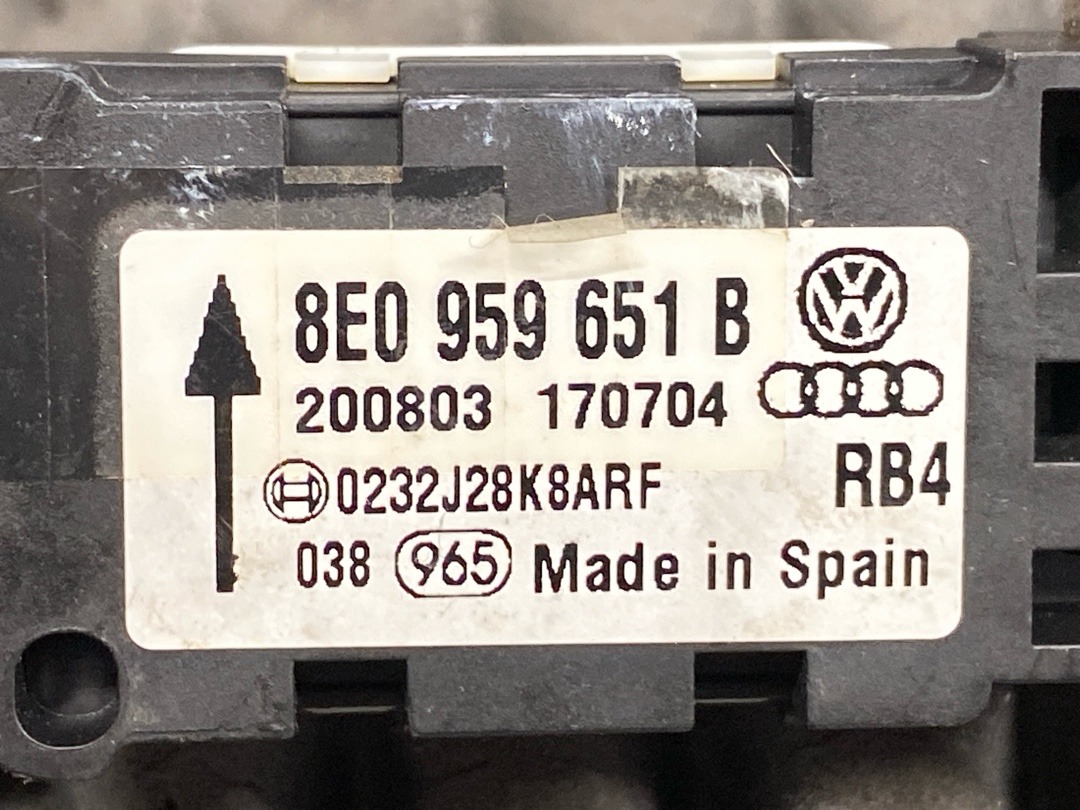 8E0 959 651 B
200803 170704
0232J28K8ARF RB4
038 965 Made in Spain